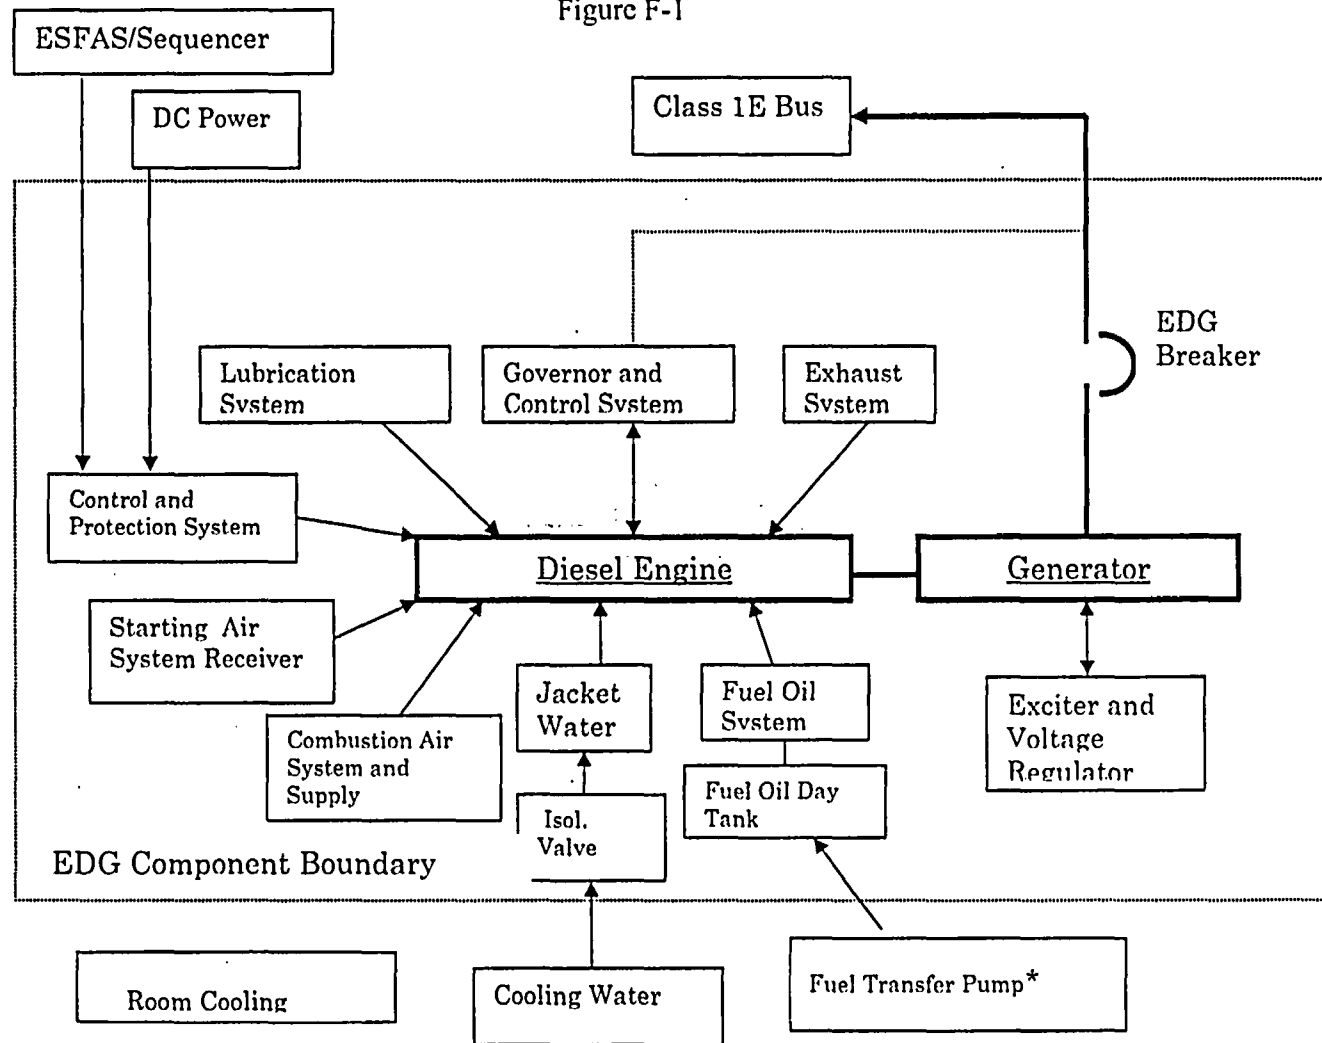 Figure F-1
ESFAS/Sequencer
DC Power
Class 1E Bus
EDG
Breaker
Lubrication
System
Governor and
Control System
Exhaust
System
Control and
Protection System
Diesel Engine
Generator
Starting Air
System Receiver
Jacket
Water
Fuel Oil
System
Exciter and
Voltage
Regulator
Combustion Air
System and
Supply
Isol.
Valve
Fuel Oil Day
Tank
EDG Component Boundary
Room Cooling
Cooling Water
Fuel Transfer Pump*